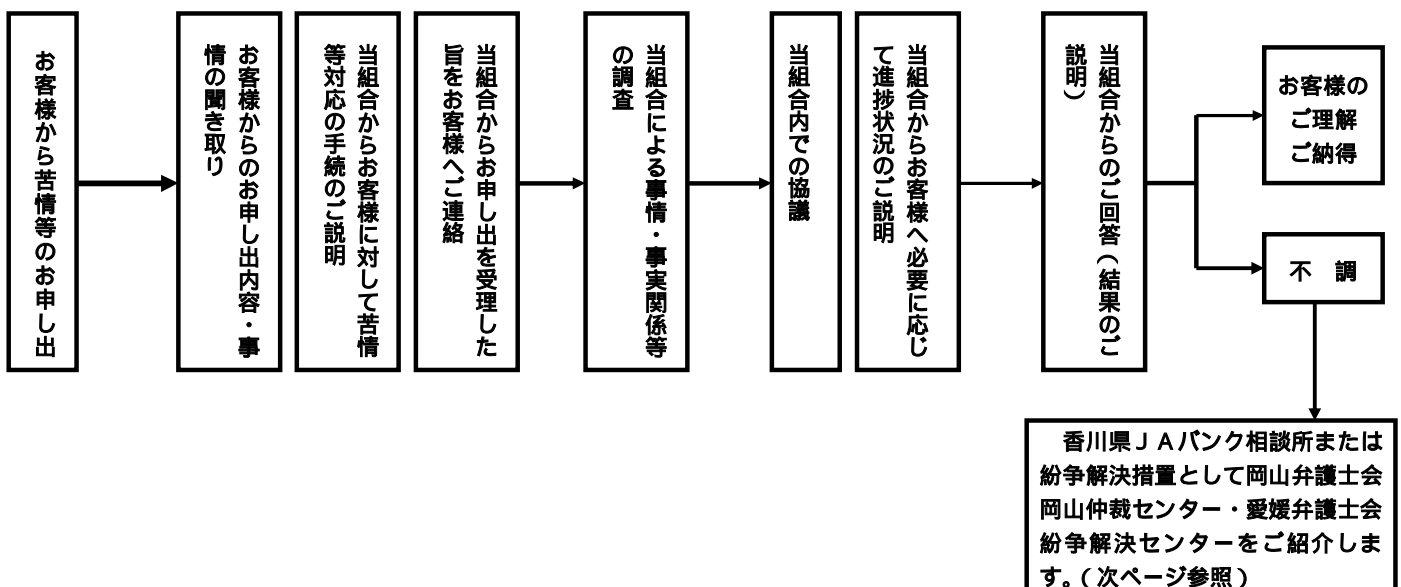 お客様から苦情等のお申し出
お客様からのお申し出内容・事
情の聞き取り
当組合からお客様に対して苦情
等対応の手続のご説明
当組合からお申し出を受理した
旨をお客様へご連絡
当組合による事情・事実関係等
の調査
当組合内での協議
当組合からお客様へ必要に応じ
て進捗状況のご説明
当組合からのご回答（結果のご
説明）
お客様の
ご理解
ご納得
不　調
香川県ＪＡバンク相談所または
紛争解決措置として岡山弁護士会
岡山仲裁センター・愛媛弁護士会
紛争解決センターをご紹介しま
す。（次ページ参照）